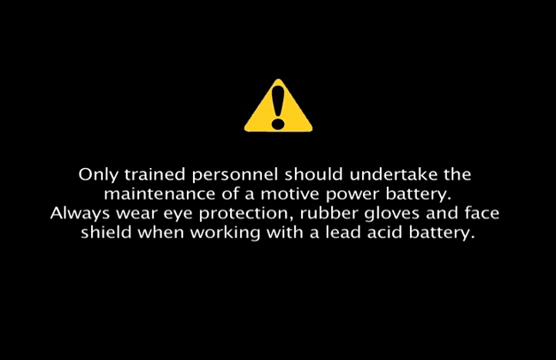 Only trained personnel should undertake the
maintenance of a motive power battery.
Always wear eye protection, rubber gloves and face
shield when working with a lead acid battery.